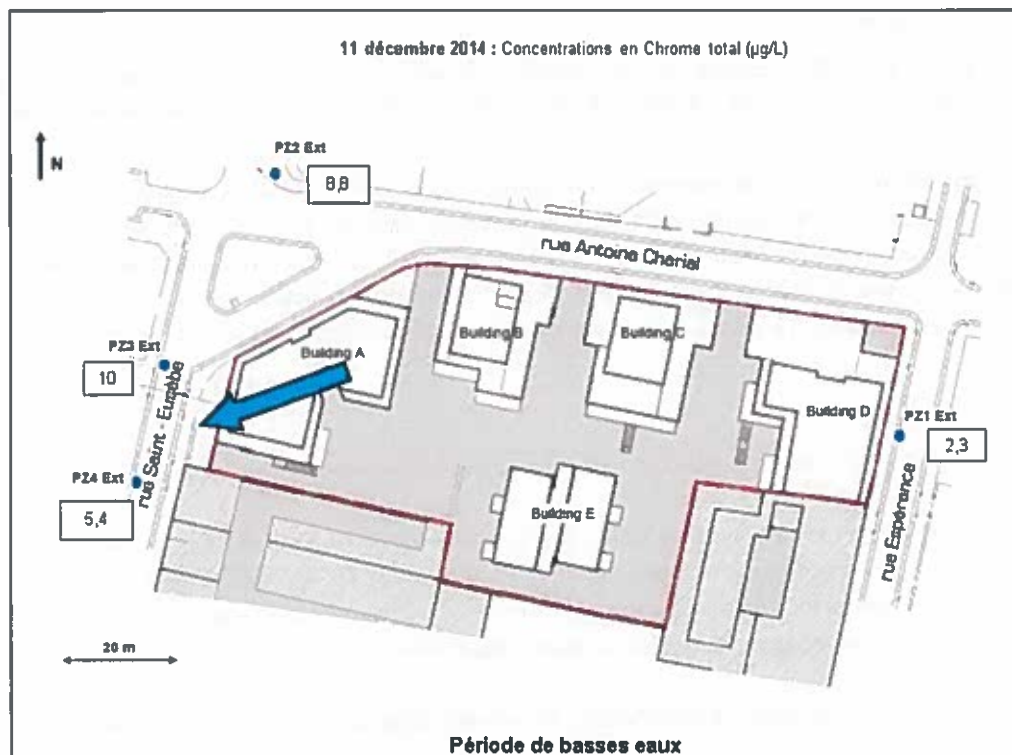 11 décembre 2014 : Concentrations en Chrome total (µg/L)
N
PZ2 Ext
8,8
rue Antoine Charial
Building B
Building C
Building A
PZ3 Ext
10
Building D
PZ1 Ext
2,3
rue Saint - Eusèbe
PZ4 Ext
5,4
Building E
rue Espérance
20 m
Période de basses eaux